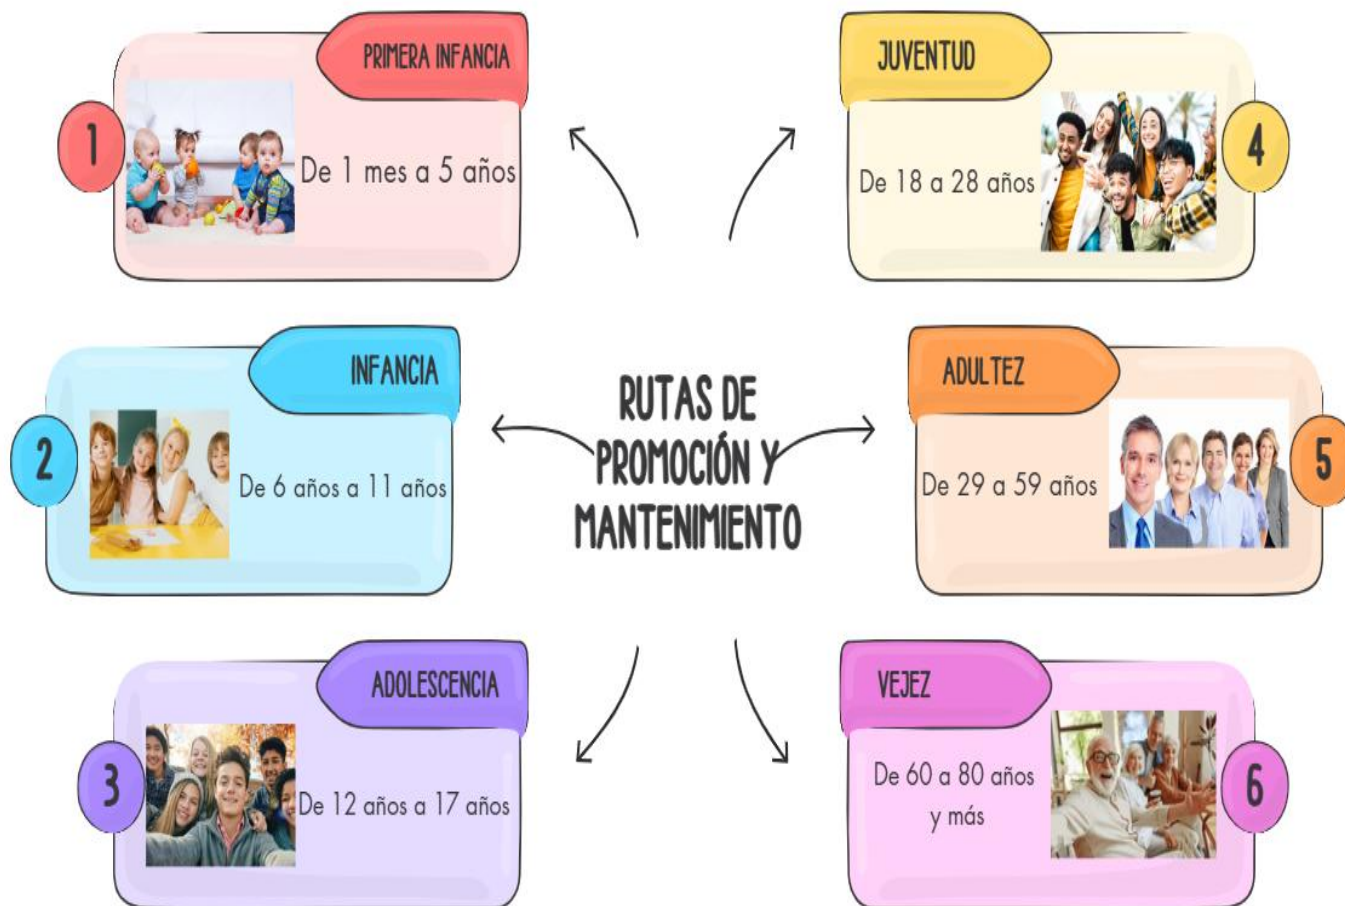 RUTAS DE
PROMOCIÓN Y
MANTENIMIENTO
1
PRIMERA INFANCIA
De 1 mes a 5 años
2
INFANCIA
De 6 años a 11 años
3
ADOLESCENCIA
De 12 años a 17 años
4
JUVENTUD
De 18 a 28 años
5
ADULTEZ
De 29 a 59 años
6
VEJEZ
De 60 a 80 años
y más